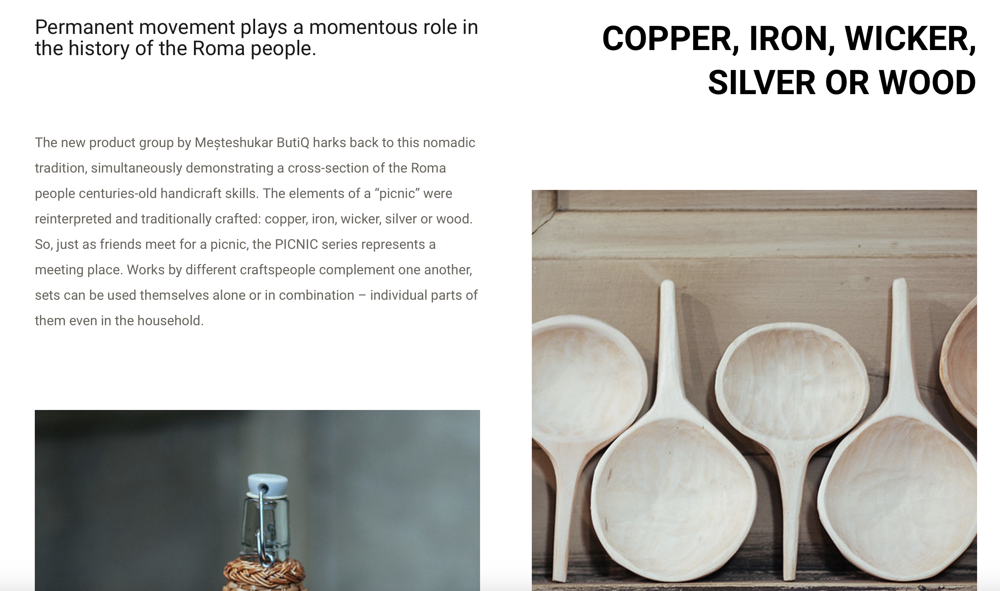 Permanent movement plays a momentous role in
the history of the Roma people.
COPPER, IRON, WICKER,
SILVER OR WOOD
The new product group by Meșteshukar ButiQ harks back to this nomadic
tradition, simultaneously demonstrating a cross-section of the Roma
people centuries-old handicraft skills. The elements of a “picnic” were
reinterpreted and traditionally crafted: copper, iron, wicker, silver or wood.
So, just as friends meet for a picnic, the PICNIC series represents a
meeting place. Works by different craftspeople complement one another,
sets can be used themselves alone or in combination – individual parts of
them even in the household.